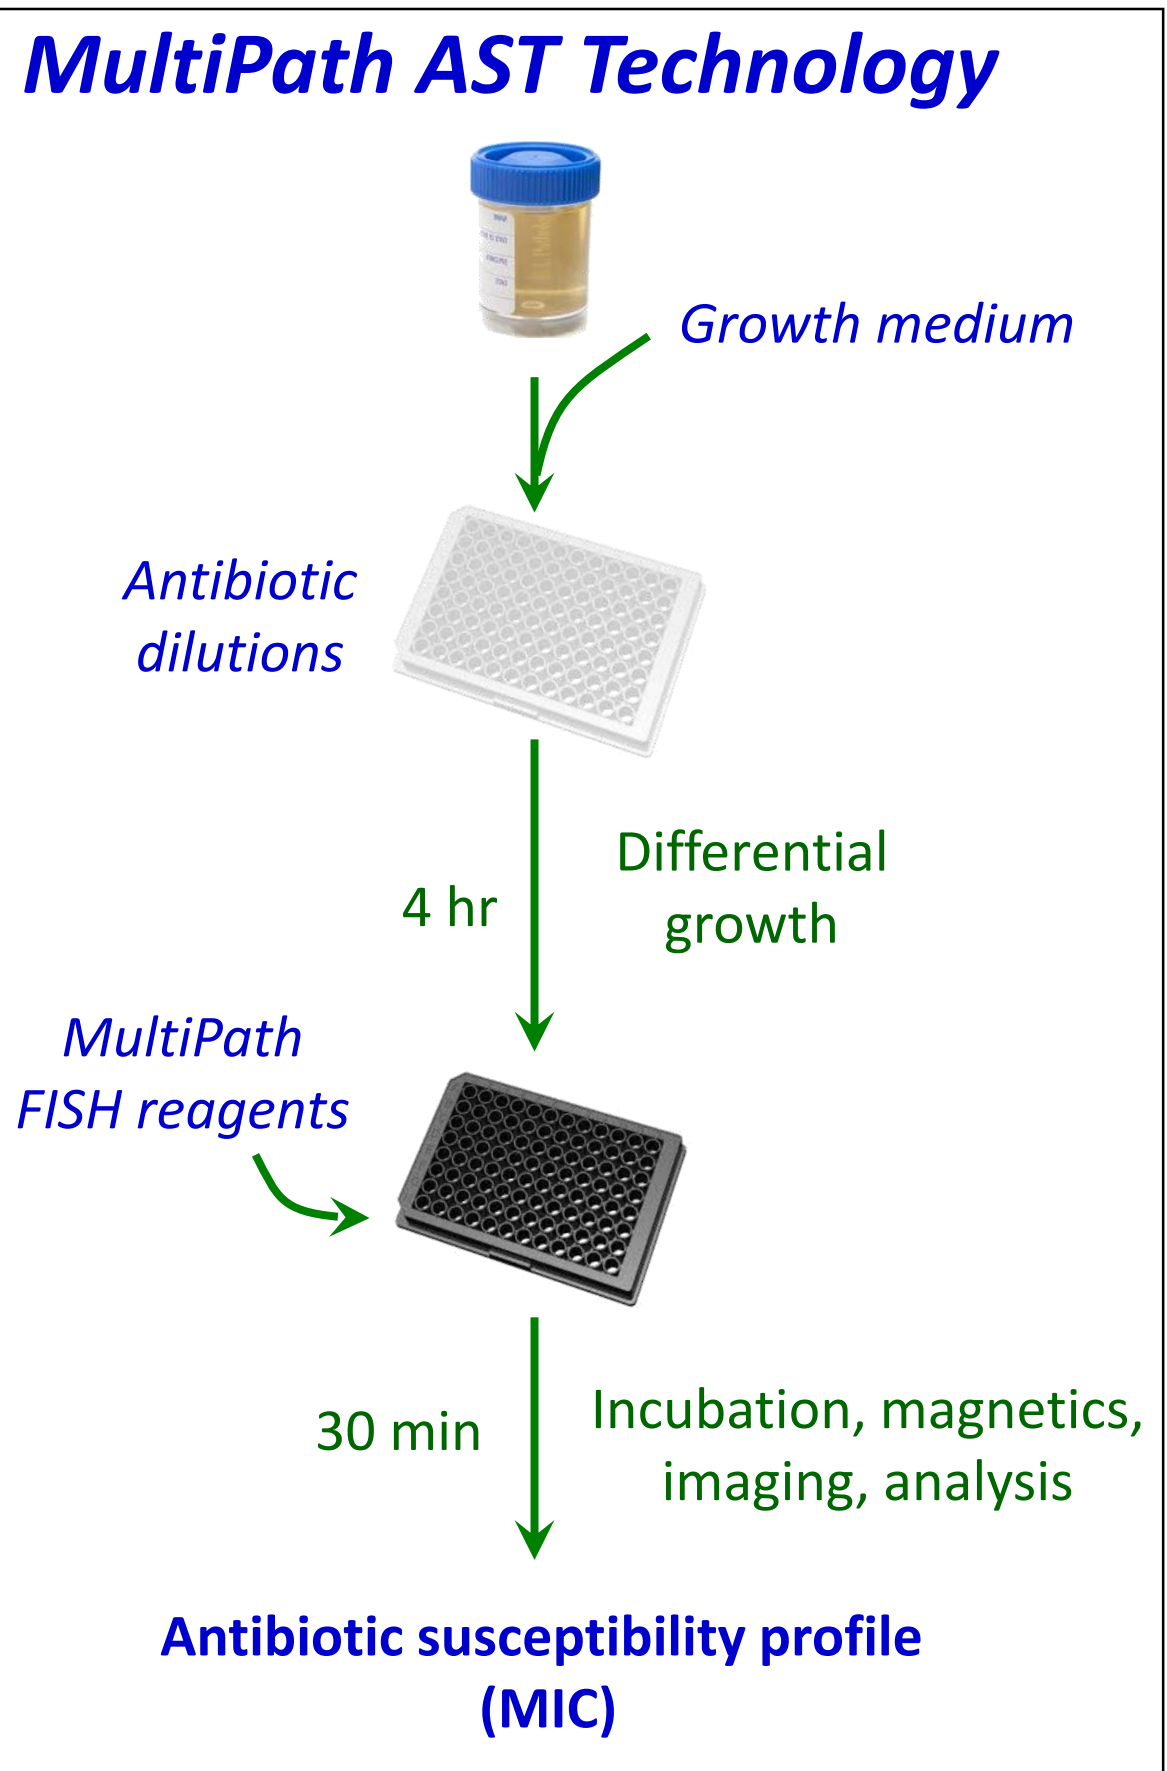 MultiPath AST Technology
Growth medium
Antibiotic
dilutions
4 hr
Differential
growth
MultiPath
FISH reagents
30 min
Incubation, magnetics,
imaging, analysis
Antibiotic susceptibility profile
(MIC)